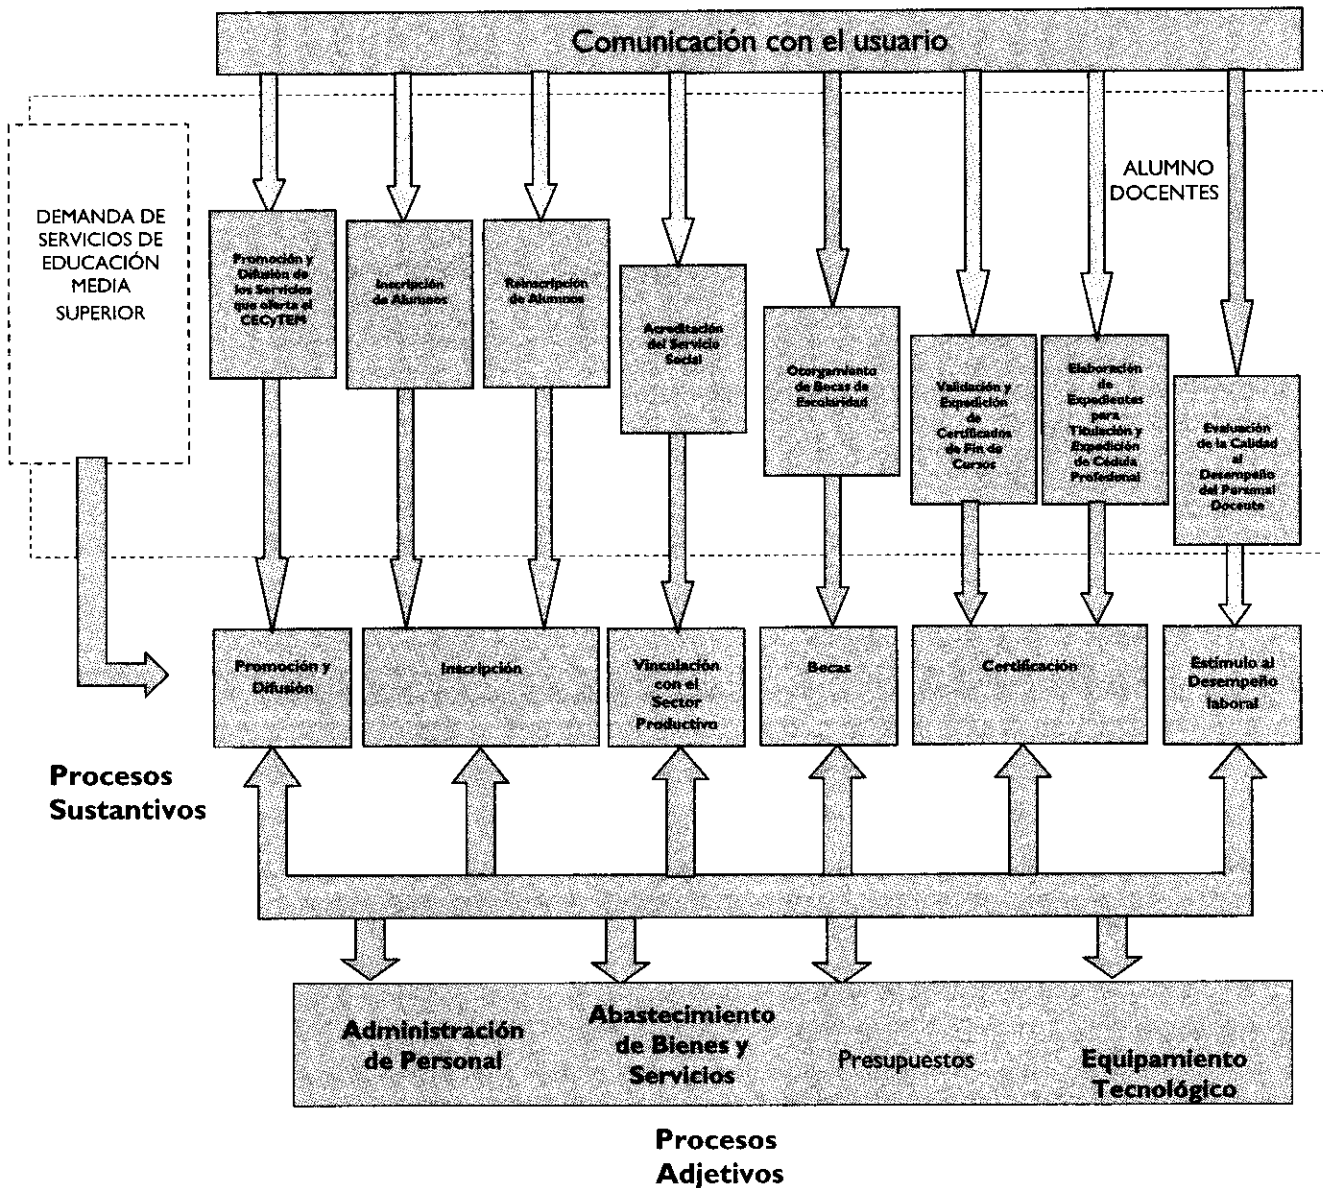 Comunicación con el usuario
DEMANDA DE
SERVICIOS DE
EDUCACIÓN
MEDIA
SUPERIOR
ALUMNO
DOCENTES
Promoción y
Difusión de
los Servicios
que oferta el
CECyTEM
Inscripción
de Alumnos
Reinscripción
de Alumnos
Acreditación
del Servicio
Social
Otorgamiento
de Becas de
Escolaridad
Validación y
Expedición
de
Certificados
de Fin de
Cursos
Elaboración
de
Expedientes
para
Titulación y
Expedición
de Cédula
Profesional
Evaluación
de la Calidad
al
Desempeño
del Personal
Docente
Promoción y
Difusión
Inscripción
Vinculación
con el
Sector
Productivo
Becas
Certificación
Estímulo al
Desempeño
laboral
Procesos
Sustantivos
Administración
de Personal
Abastecimiento
de Bienes y
Servicios
Presupuestos
Equipamiento
Tecnológico
Procesos
Adjetivos